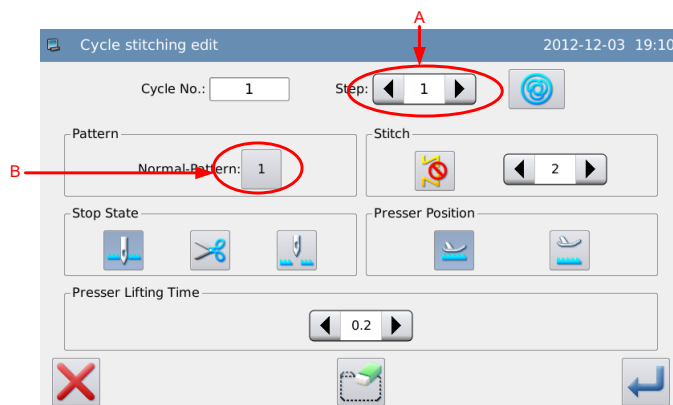 A
Cycle stitching edit 2012-12-03 19:10
Cycle No.: 1 Step: 1
Pattern Stitch
B Normal-Pattern: 1 2
Stop State Presser Position
Presser Lifting Time
0.2